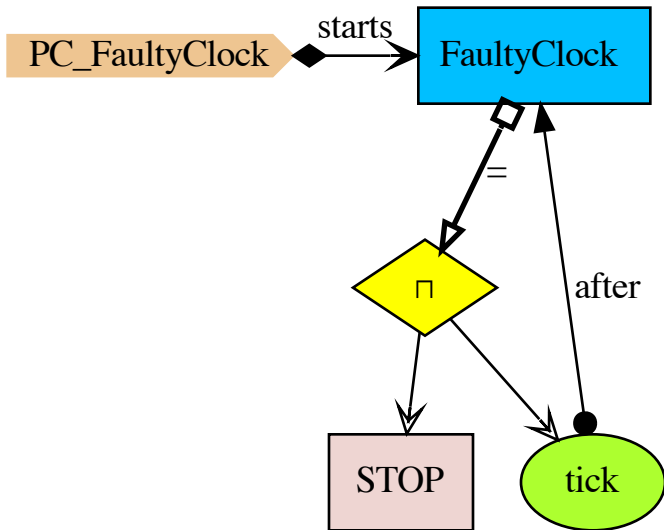 starts
PC_FaultyClock
FaultyClock
=
⊓
after
STOP
tick